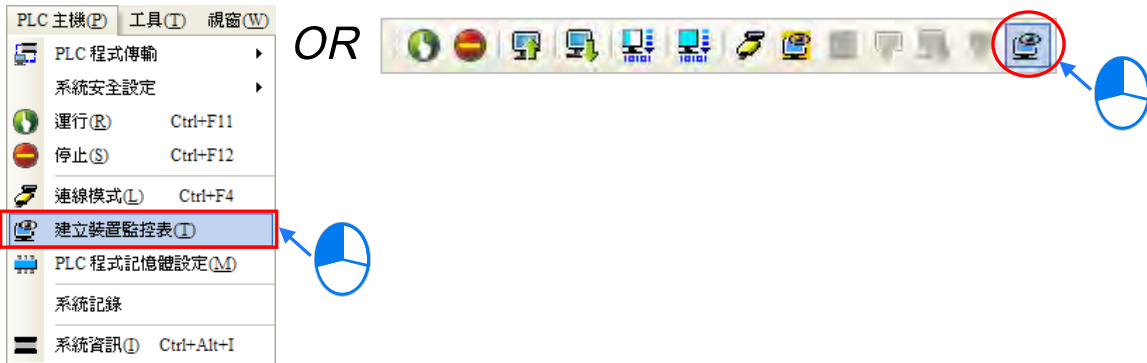 PLC 主機(P) 工具(T) 視窗(W)
OR
PLC 程式傳輸
系統安全設定
運行(R) Ctrl+F11
停止(S) Ctrl+F12
連線模式(L) Ctrl+F4
建立裝置監控表(T)
PLC 程式記憶體設定(M)
系統記錄
系統資訊(I) Ctrl+Alt+I